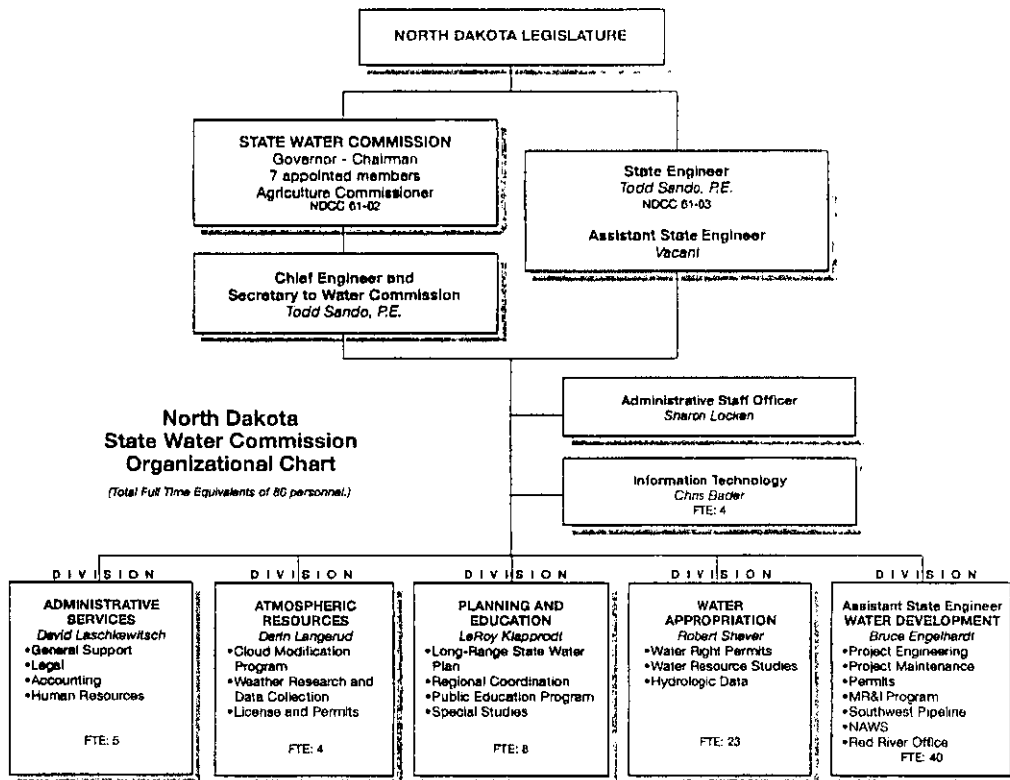 NORTH DAKOTA LEGISLATURE
STATE WATER COMMISSION
Governor - Chairman
7 appointed members
Agriculture Commissioner
NDCC 61-02
State Engineer
Todd Sando, P.E.
NDCC 61-03
Assistant State Engineer
Vacant
Chief Engineer and
Secretary to Water Commission
Todd Sando, P.E.
Administrative Staff Officer
Sharon Locken
North Dakota
State Water Commission
Organizational Chart
(Total Full Time Equivalents of 86 personnel.)
Information Technology
Chris Bader
FTE: 4
DIVISION
ADMINISTRATIVE
SERVICES
David Laschkewitsch
•General Support
•Legal
•Accounting
•Human Resources
FTE: 5
DIVISION
ATMOSPHERIC
RESOURCES
Darin Langerud
•Cloud Modification
Program
•Weather Research and
Data Collection
•License and Permits
FTE: 4
DIVISION
PLANNING AND
EDUCATION
LeRoy Klapprodt
•Long-Range State Water
Plan
•Regional Coordination
•Public Education Program
•Special Studies
FTE: 8
DIVISION
WATER
APPROPRIATION
Robert Shaver
•Water Right Permits
•Water Resource Studies
•Hydrologic Data
FTE: 23
DIVISION
Assistant State Engineer
WATER DEVELOPMENT
Bruce Engelhardt
•Project Engineering
•Project Maintenance
•Permits
•MR&I Program
•Southwest Pipeline
•NAWS
•Red River Office
FTE: 40